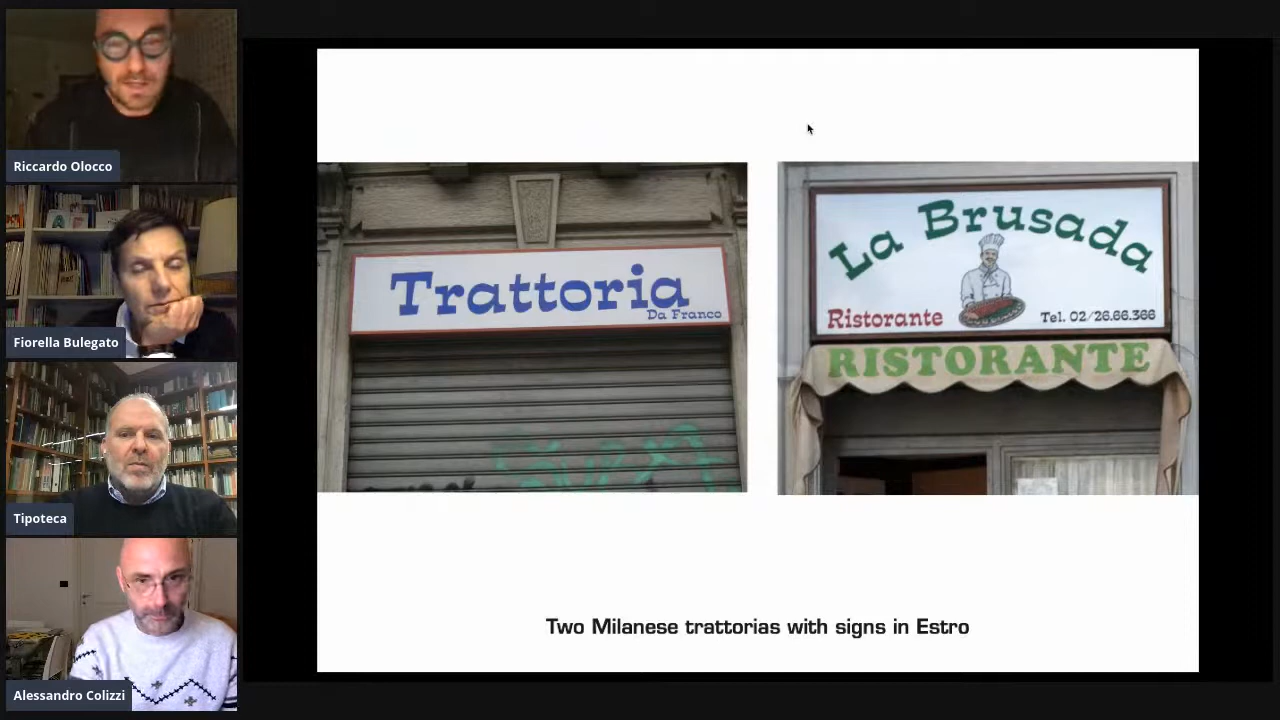 Riccardo Olocco
Fiorella Bulegato
Tipoteca
Alessandro Colizzi
Trattoria
Da Franco
La Brusada
Ristorante
Tel. 02/26.66.366
RISTORANTE
Two Milanese trattorias with signs in Estro